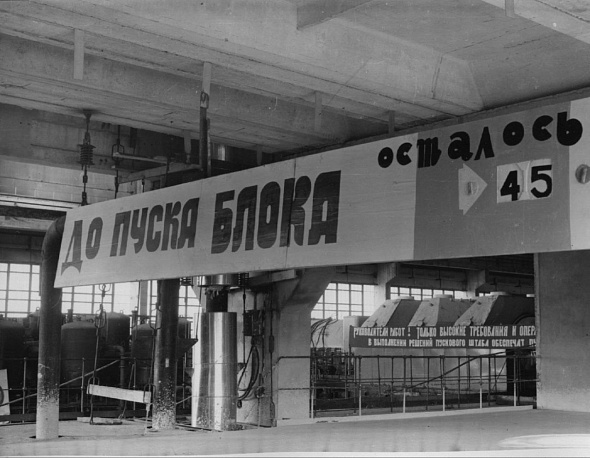 ДО ПУСКА БЛОКА
осталось
45
РУКОВОДИТЕЛИ РАБОТ! ТОЛЬКО ВЫСОКИЕ ТРЕБОВАНИЯ И
В ВЫПОЛНЕНИИ РЕШЕНИЙ ПУСКОВОГО ШТАБА ОБЕСПЕЧАТ